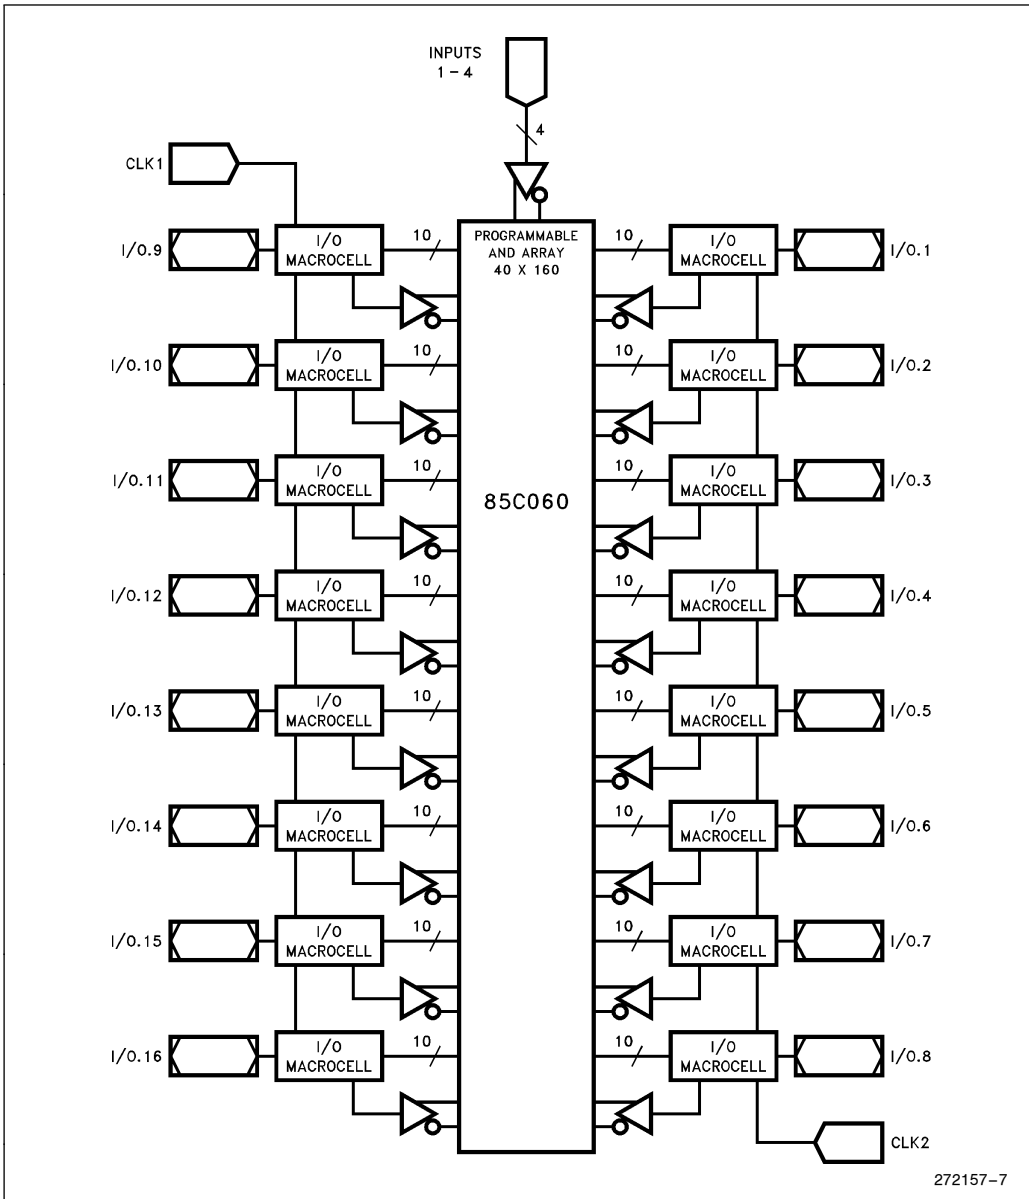 INPUTS
1-4
4
CLK1
I/O.9
I/O
MACROCELL
10
PROGRAMMABLE
AND ARRAY
40 X 160
10
I/O
MACROCELL
I/O.1
I/O.10
I/O
MACROCELL
10
10
I/O
MACROCELL
I/O.2
I/O.11
I/O
MACROCELL
10
10
I/O
MACROCELL
I/O.3
85C060
I/O.12
I/O
MACROCELL
10
10
I/O
MACROCELL
I/O.4
I/O.13
I/O
MACROCELL
10
10
I/O
MACROCELL
I/O.5
I/O.14
I/O
MACROCELL
10
10
I/O
MACROCELL
I/O.6
I/O.15
I/O
MACROCELL
10
10
I/O
MACROCELL
I/O.7
I/O.16
I/O
MACROCELL
10
10
I/O
MACROCELL
I/O.8
CLK2
272157-7